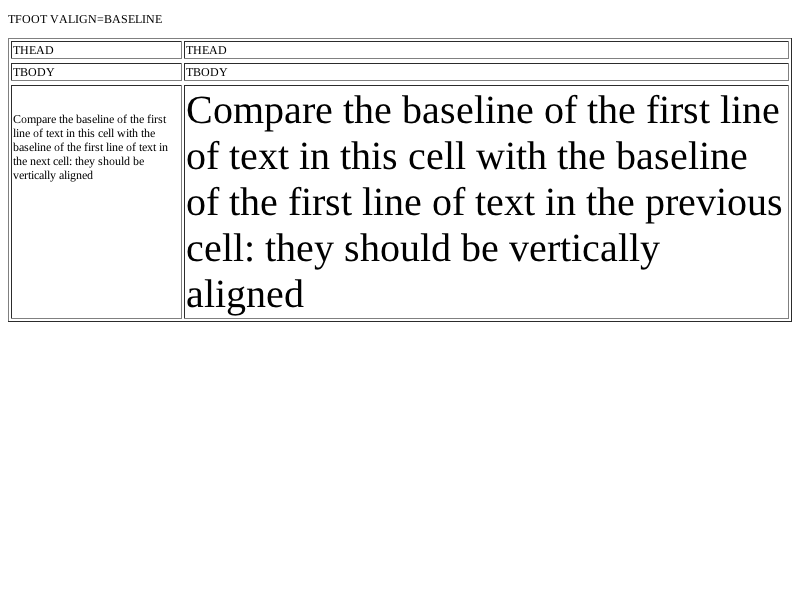 TFOOT VALIGN=BASELINE
THEAD
THEAD
TBODY
TBODY
Compare the baseline of the first
line of text in this cell with the
baseline of the first line of text in
the next cell: they should be
vertically aligned
Compare the baseline of the first line
of text in this cell with the baseline
of the first line of text in the previous
cell: they should be vertically
aligned